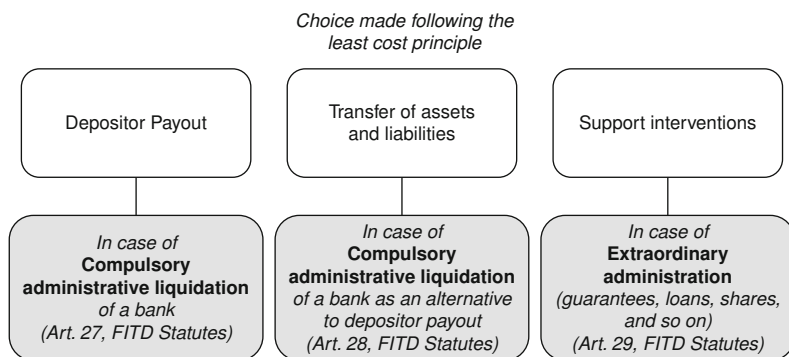 Choice made following the
least cost principle
Depositor Payout
Transfer of assets
and liabilities
Support interventions
In case of
Compulsory
administrative liquidation
of a bank
(Art. 27, FITD Statutes)
In case of
Compulsory
administrative liquidation
of a bank as an alternative
to depositor payout
(Art. 28, FITD Statutes)
In case of
Extraordinary
administration
(guarantees, loans, shares,
and so on)
(Art. 29, FITD Statutes)